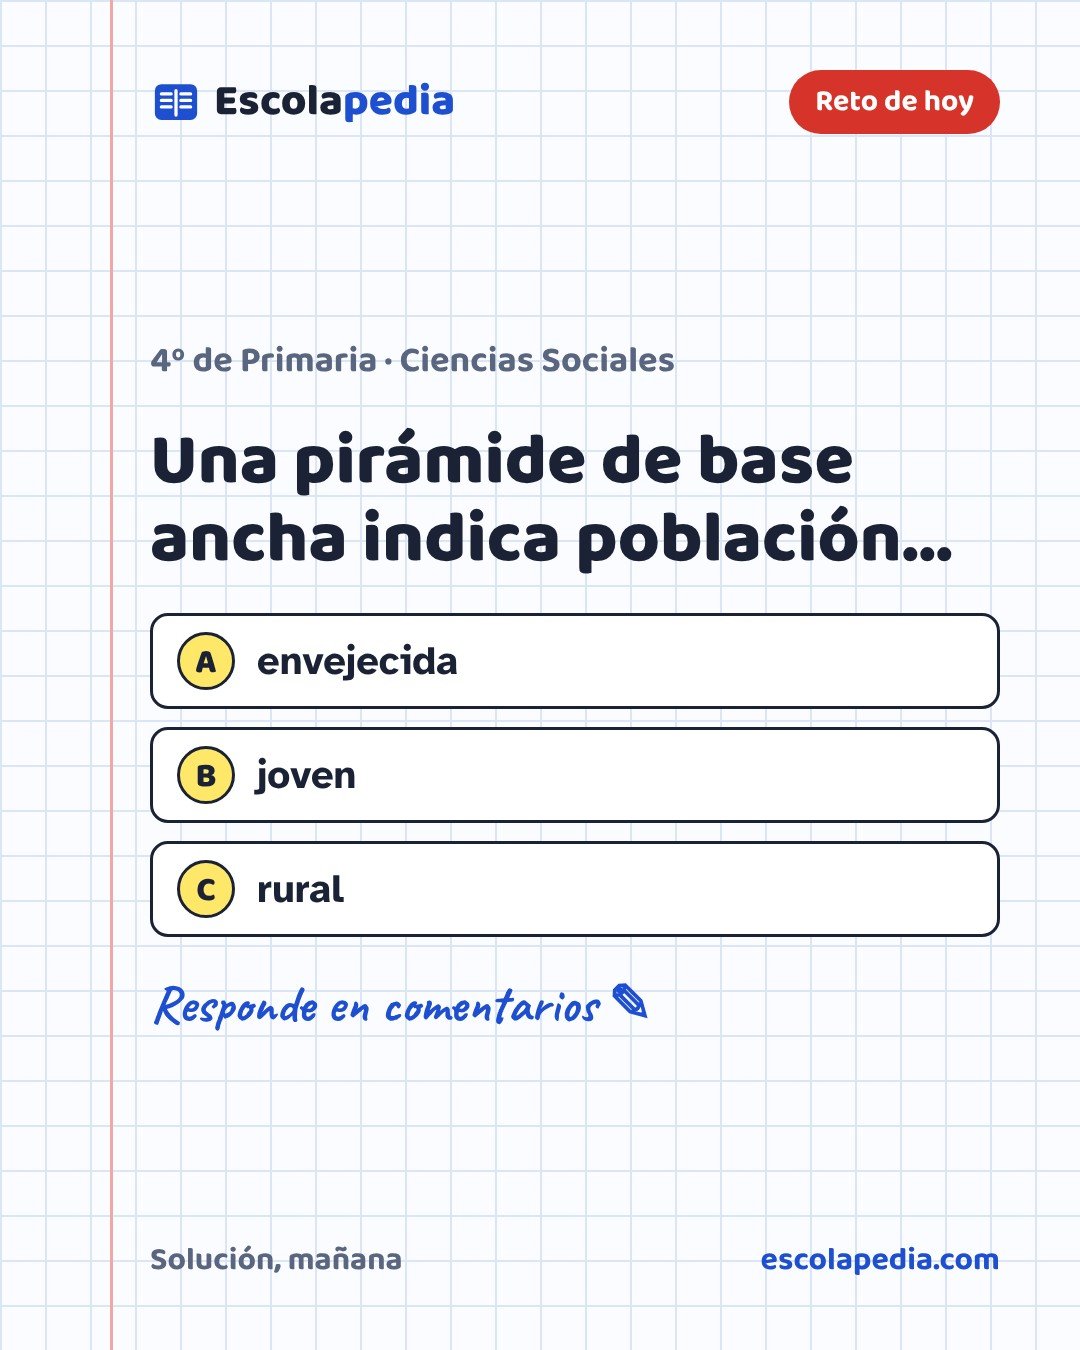 Escolapedia
Reto de hoy
4º de Primaria · Ciencias Sociales
Una pirámide de base
ancha indica población...
A envejecida
B joven
C rural
Responde en comentarios ✎
Solución, mañana
escolapedia.com